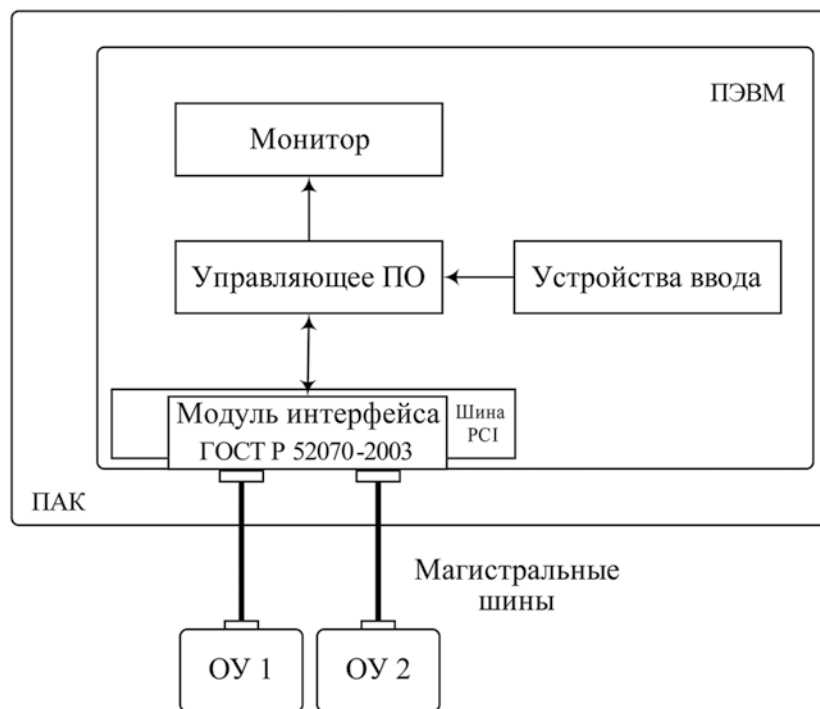 ПЭВМ
Монитор
Управляющее ПО
Устройства ввода
Модуль интерфейса
ГОСТ Р 52070-2003
Шина
PCI
ПАК
Магистральные
шины
ОУ 1
ОУ 2